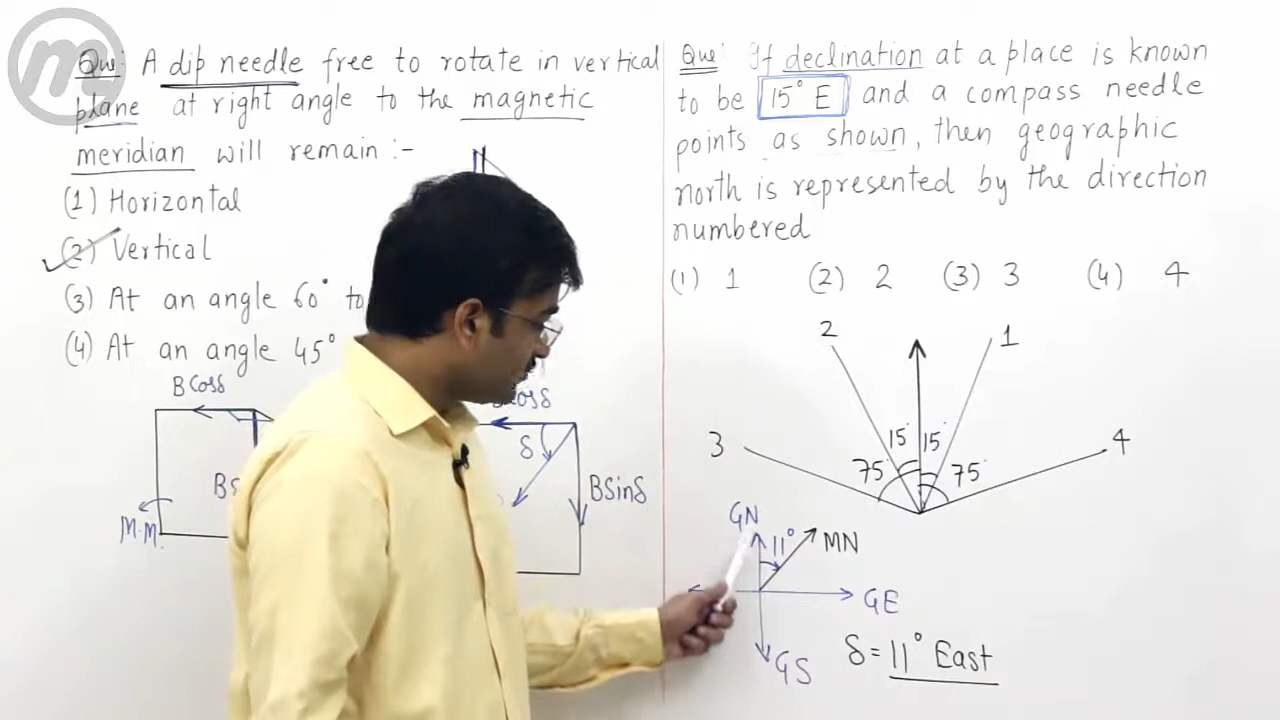 m
Que: A dip needle free to rotate in vertical
plane at right angle to the magnetic
meridian will remain :-
(1) Horizontal
(2) Vertical
(3) At an angle 60° to
(4) At an angle 45°
Bcosδ
M.M.
δ
Bsinδ
Que: If declination at a place is known
to be 15° E and a compass needle
points as shown, then geographic
north is represented by the direction
numbered
(1) 1 (2) 2 (3) 3 (4) 4
2
1
3
4
15°
15°
75°
75°
GN
11°
MN
GE
GS
δ = 11° East